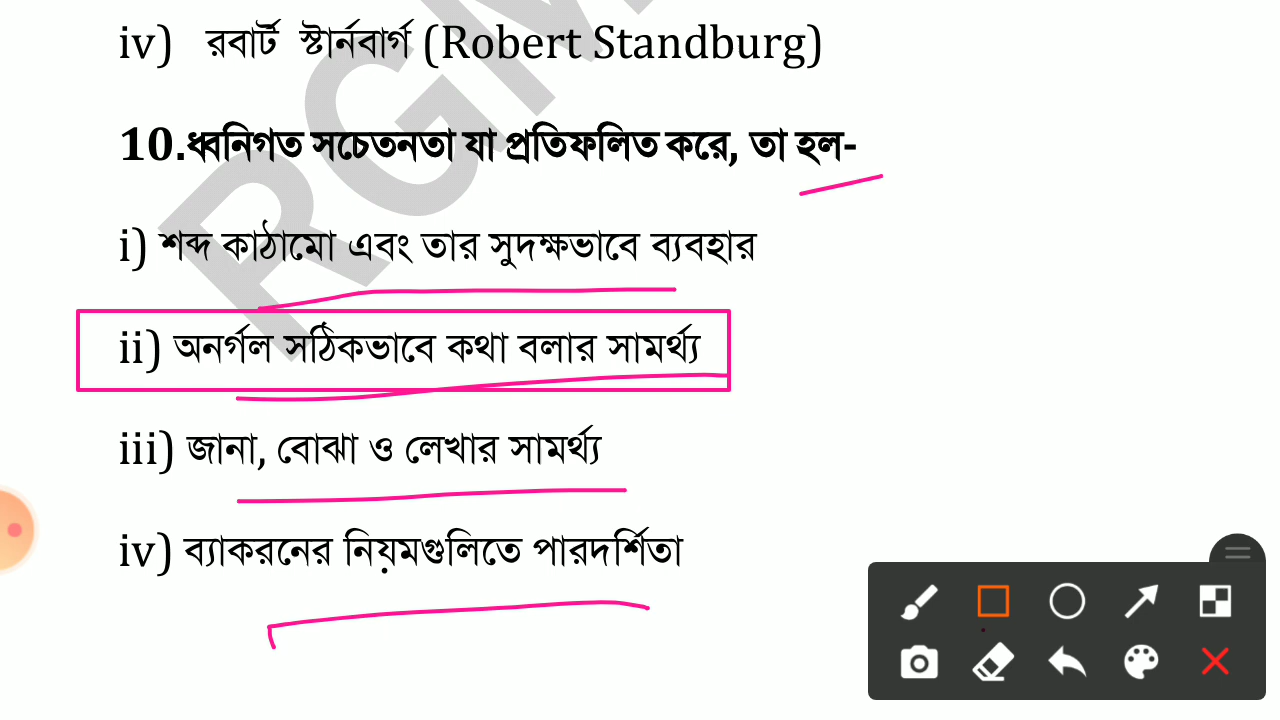 iv) রবার্ট স্টার্নবার্গ (Robert Standburg)
10.ধ্বনিগত সচেতনতা যা প্রতিফলিত করে, তা হল-
i) শব্দ কাঠামো এবং তার সুদক্ষভাবে ব্যবহার
ii) অনর্গল সঠিকভাবে কথা বলার সামর্থ্য
iii) জানা, বোঝা ও লেখার সামর্থ্য
iv) ব্যাকরনের নিয়মগুলিতে পারদর্শিতা